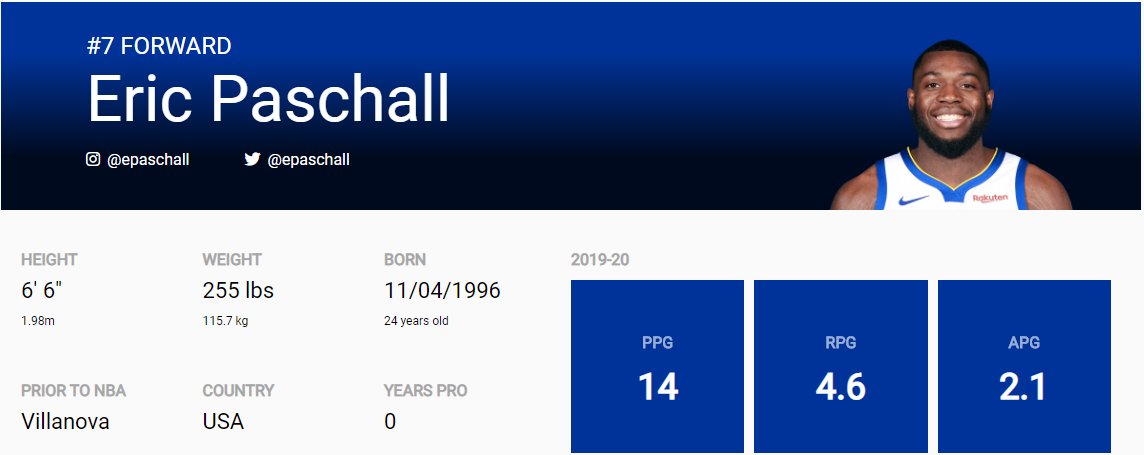 #7 FORWARD
Eric Paschall
@epaschall @epaschall
Rakuten
HEIGHT WEIGHT BORN 2019-20
6' 6" 255 lbs 11/04/1996
1.98m 115.7 kg 24 years old
PPG RPG APG
14 4.6 2.1
PRIOR TO NBA COUNTRY YEARS PRO
Villanova USA 0